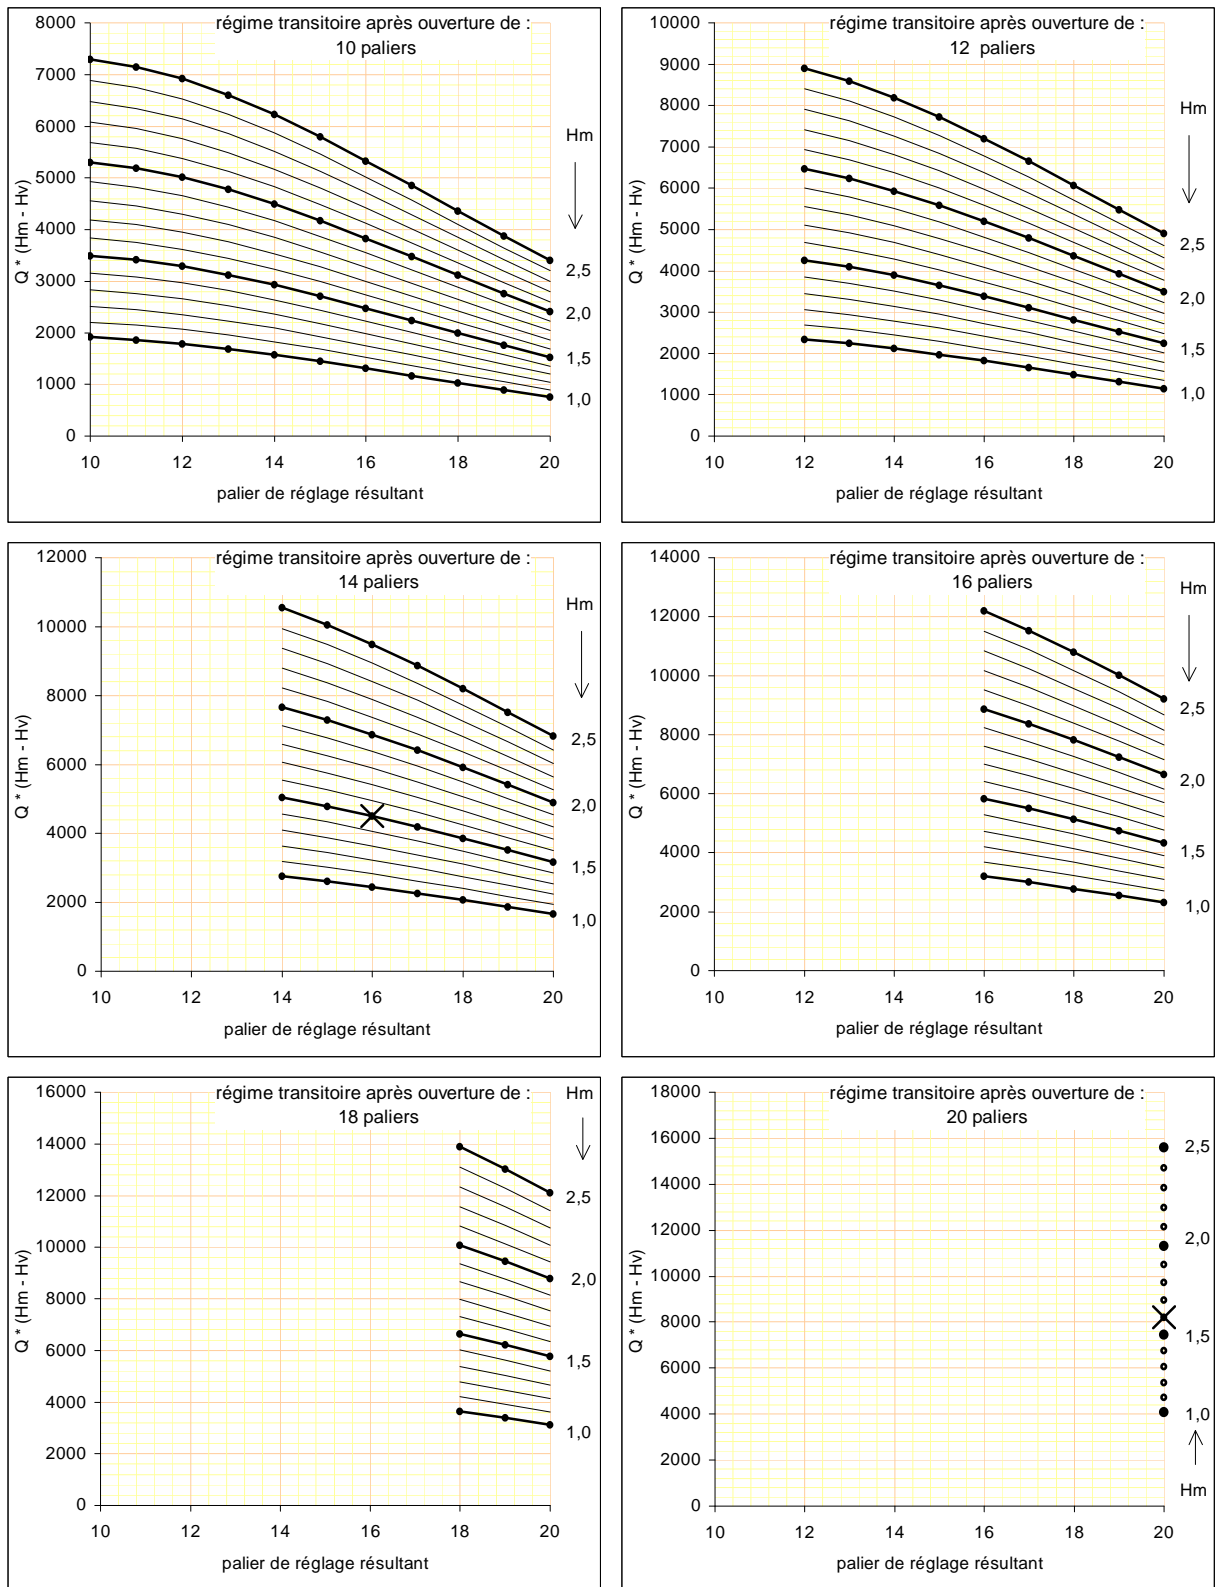 régime transitoire après ouverture de :
10 paliers
8000
7000
6000
5000
4000
3000
2000
1000
0
Q * (Hm - Hv)
Hm
2,5
2,0
1,5
1,0
10 12 14 16 18 20
palier de réglage résultant
régime transitoire après ouverture de :
12 paliers
10000
9000
8000
7000
6000
5000
4000
3000
2000
1000
0
Q * (Hm - Hv)
Hm
2,5
2,0
1,5
1,0
10 12 14 16 18 20
palier de réglage résultant
régime transitoire après ouverture de :
14 paliers
12000
10000
8000
6000
4000
2000
0
Q * (Hm - Hv)
Hm
2,5
2,0
1,5
1,0
10 12 14 16 18 20
palier de réglage résultant
régime transitoire après ouverture de :
16 paliers
14000
12000
10000
8000
6000
4000
2000
0
Q * (Hm - Hv)
Hm
2,5
2,0
1,5
1,0
10 12 14 16 18 20
palier de réglage résultant
régime transitoire après ouverture de :
18 paliers
16000
14000
12000
10000
8000
6000
4000
2000
0
Q * (Hm - Hv)
Hm
2,5
2,0
1,5
1,0
10 12 14 16 18 20
palier de réglage résultant
régime transitoire après ouverture de :
20 paliers
18000
16000
14000
12000
10000
8000
6000
4000
2000
0
Q * (Hm - Hv)
2,5
2,0
1,5
1,0
Hm
10 12 14 16 18 20
palier de réglage résultant